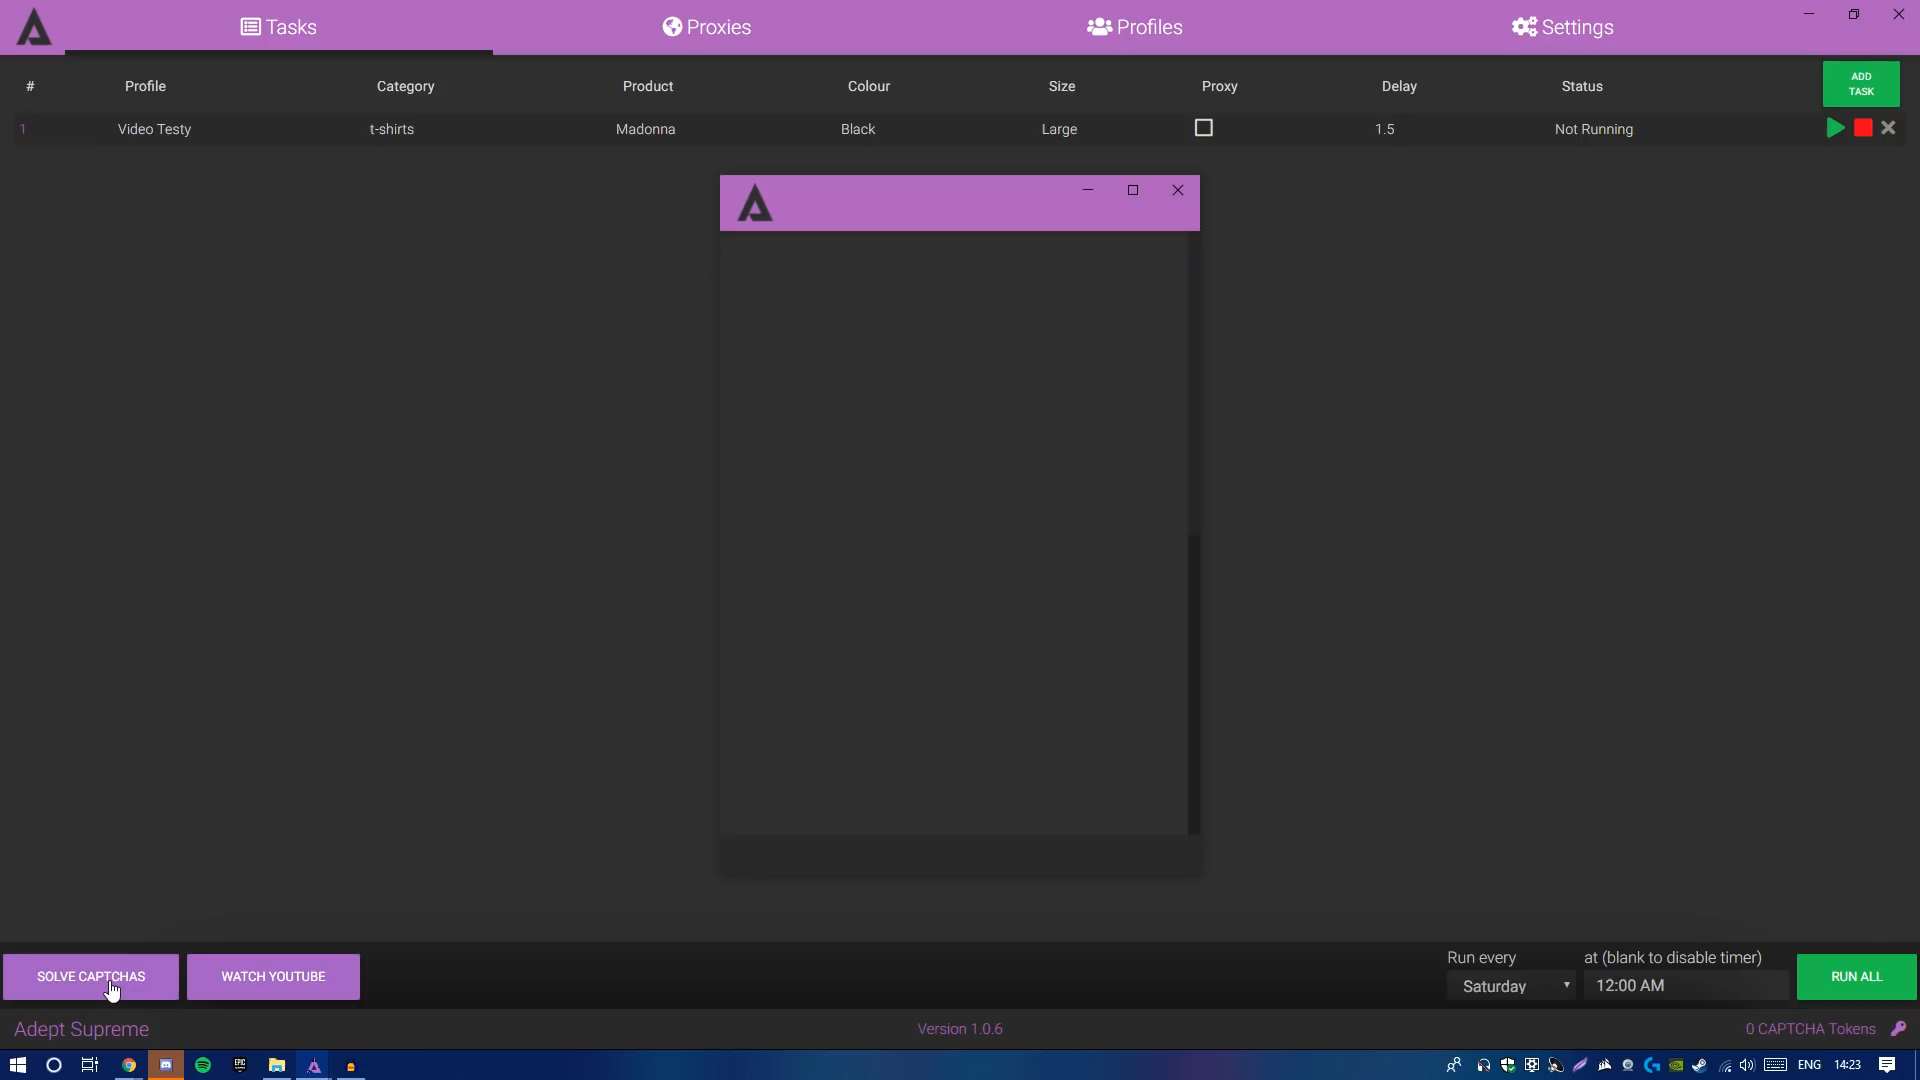 Tasks Proxies Profiles Settings
# Profile Category Product Colour Size Proxy Delay Status ADD
TASK
1 Video Testy t-shirts Madonna Black Large 1.5 Not Running
Run every at (blank to disable timer)
SOLVE CAPTCHAS WATCH YOUTUBE Saturday 12:00 AM RUN ALL
Adept Supreme Version 1.0.6 0 CAPTCHA Tokens
EPIC ENG 14:23